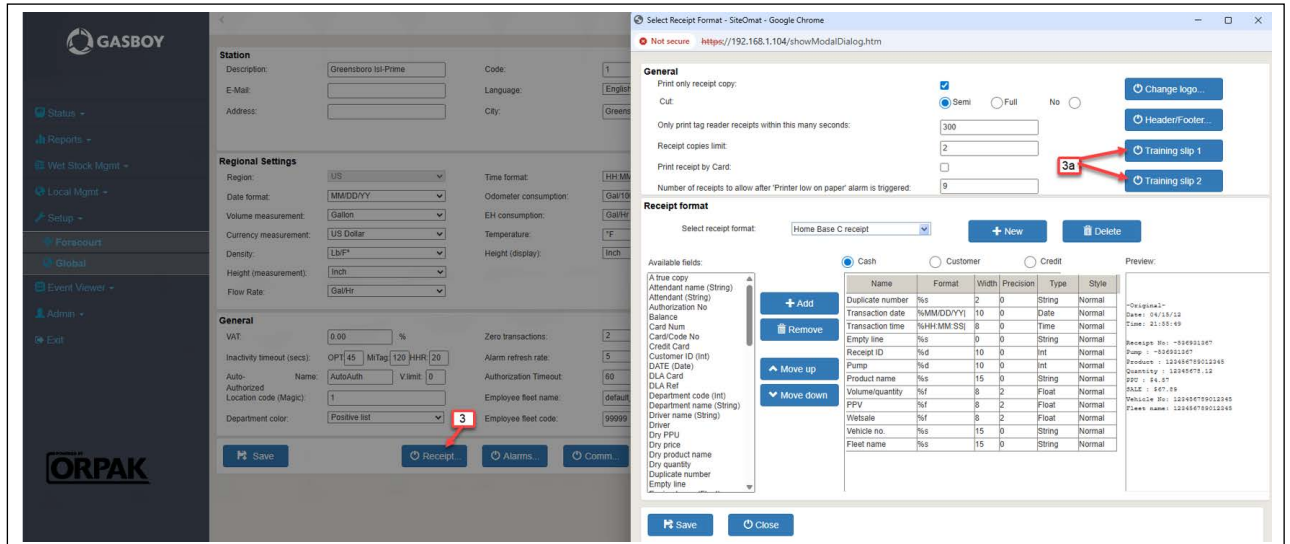 GASBOY
Status
Reports
Wet Stock Mgmt
Local Mgmt
Setup
Forecourt
Global
Event Viewer
Admin
Exit
ORPAK
Station
Description: Greensboro Isl-Prime Code: 1
E-Mail: Language: English
Address: City: Greens
Regional Settings
Region: US Time format: HH:MM
Date format: MM/DD/YY Odometer consumption: Gal/10
Volume measurement: Gallon EH consumption: Gal/Hr
Currency measurement: US Dollar Temperature: °F
Density: Lb/F³ Height (display): Inch
Height (measurement): Inch
Flow Rate: Gal/Hr
General
VAT: 0.00 % Zero transactions: 2
Inactivity timeout (secs): OPT 45 MiTag: 120 HHR: 20 Alarm refresh rate: 5
Auto-Authorized Name: AutoAuth V.limit: 0 Authorization Timeout: 60
Location code (Magic): 1 Employee fleet name: default
Department color: Positive list Employee fleet code: 99999
3
Save Receipt... Alarms... Comm...
Select Receipt Format - SiteOmat - Google Chrome
Not secure https://192.168.1.104/showModalDialog.htm
General
Print only receipt copy:
Cut: Semi Full No
Only print tag reader receipts within this many seconds: 300
Receipt copies limit: 2
Print receipt by Card:
Number of receipts to allow after 'Printer low on paper' alarm is triggered: 9
Change logo...
Header/Footer...
Training slip 1
3a
Training slip 2
Receipt format
Select receipt format: Home Base C receipt New Delete
Available fields:
A true copy
Attendant name (String)
Attendant (String)
Authorization No
Balance
Card Num
Card/Code No
Credit Card
Customer ID (Int)
DATE (Date)
DLA Card
DLA Ref
Department code (Int)
Department name (String)
Driver name (String)
Driver
Dry PPU
Dry price
Dry product name
Dry quantity
Duplicate number
Empty line
Add
Remove
Move up
Move down
Cash Customer Credit
Name Format Width Precision Type Style
Duplicate number %s 2 0 String Normal
Transaction date %MM/DD/YY| 10 0 Date Normal
Transaction time %HH:MM:SS| 8 0 Time Normal
Empty line %s 0 0 String Normal
Receipt ID %d 10 0 Int Normal
Pump %d 10 0 Int Normal
Product name %s 15 0 String Normal
Volume/quantity %f 8 2 Float Normal
PPV %f 8 2 Float Normal
Wetsale %f 8 2 Float Normal
Vehicle no. %s 15 0 String Normal
Fleet name %s 15 0 String Normal
Preview:
-Original-
Date: 04/15/12
Time: 21:55:49
Receipt No: -536931367
Pump : -536931367
Product : 123456789012345
Quantity : 12345678.12
PPU : $4.57
SALE : $67.89
Vehicle No: 123456789012345
Fleet name: 123456789012345
Save Close